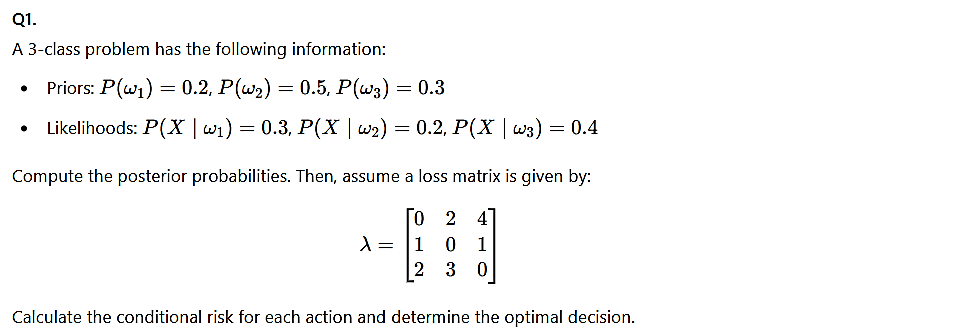 Q1.
A 3-class problem has the following information:
• Priors: P(ω₁) = 0.2, P(ω₂) = 0.5, P(ω₃) = 0.3
• Likelihoods: P(X | ω₁) = 0.3, P(X | ω₂) = 0.2, P(X | ω₃) = 0.4
Compute the posterior probabilities. Then, assume a loss matrix is given by:
λ = [0 2 4
1 0 1
2 3 0]
Calculate the conditional risk for each action and determine the optimal decision.